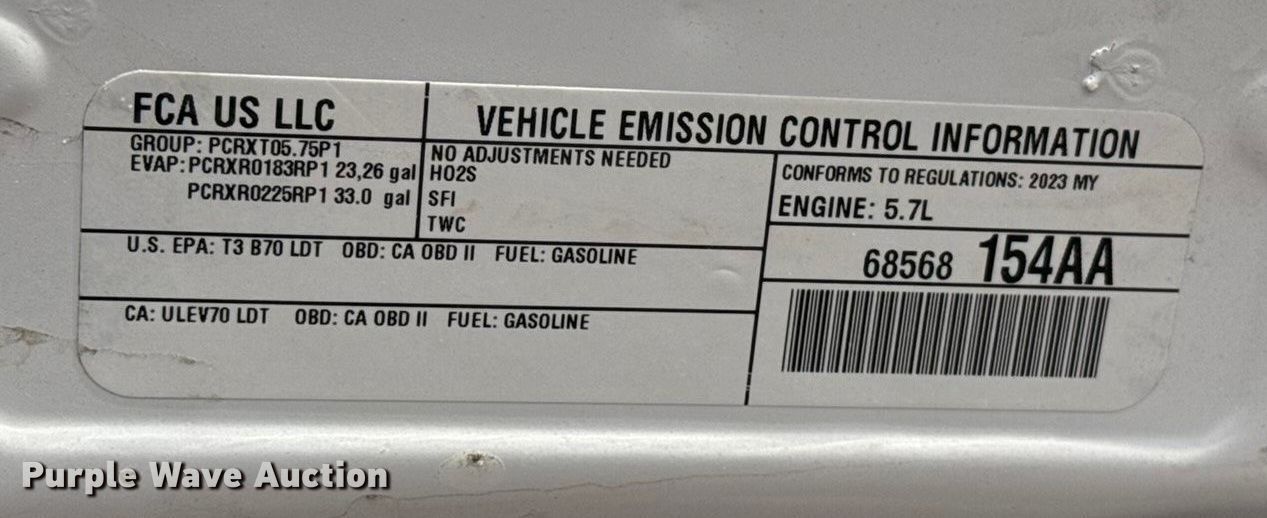 FCA US LLC
VEHICLE EMISSION CONTROL INFORMATION
GROUP: PCRXT05.75P1
EVAP: PCRXR0183RP1 23,26 gal
PCRXR0225RP1 33.0 gal
NO ADJUSTMENTS NEEDED
HO2S
SFI
TWC
CONFORMS TO REGULATIONS: 2023 MY
ENGINE: 5.7L
68568 154AA
U.S. EPA: T3 B70 LDT OBD: CA OBD II FUEL: GASOLINE
CA: ULEV70 LDT OBD: CA OBD II FUEL: GASOLINE
Purple Wave Auction